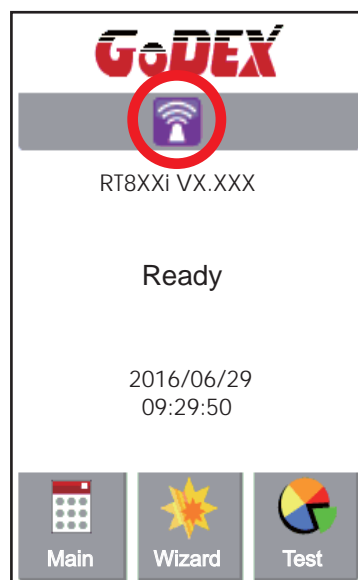 GoDEX
RT8XXi VX.XXX
Ready
2016/06/29
09:29:50
Main Wizard Test